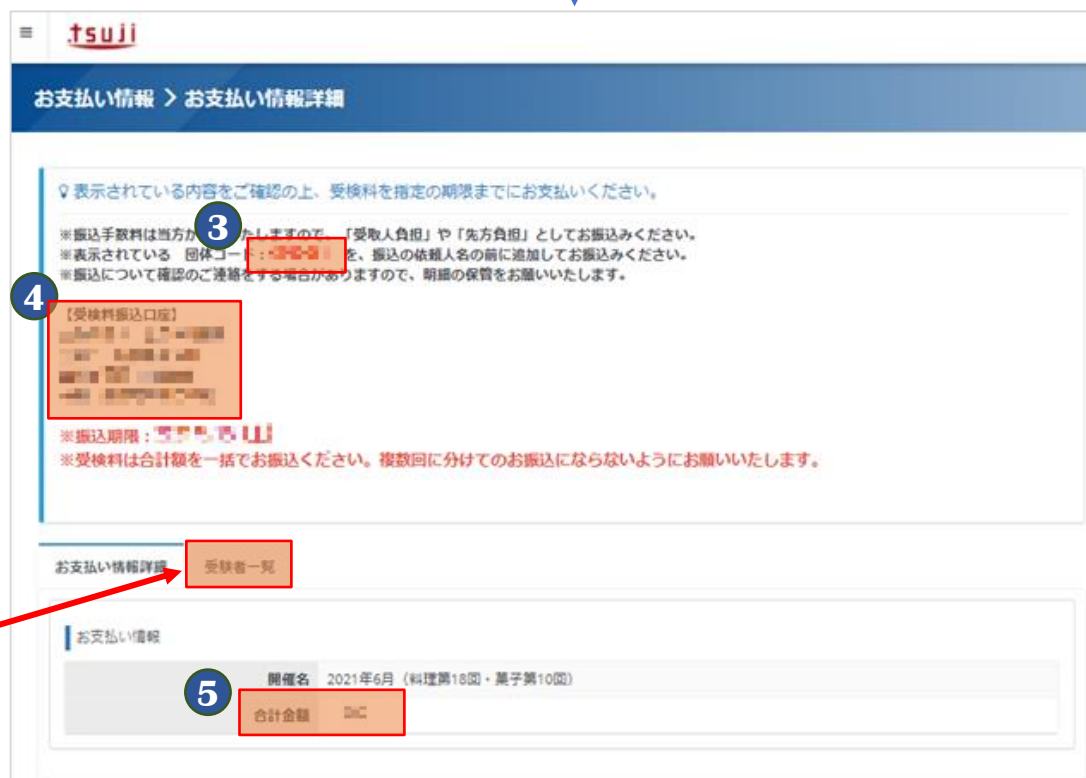 ≡ .tsuji
お支払い情報 > お支払い情報詳細
表示されている内容をご確認の上、受検料を指定の期限までにお支払いください。
※振込手数料は当方が たしますので、「受取人負担」や「先方負担」としてお振込みください。
3
※表示されている 団体コード: を、振込の依頼人名の前に追加してお振込みください。
※振込について確認のご連絡をする場合がありますので、明細の保管をお願いいたします。
4
【受検料振込口座】
※振込期限:
※受検料は合計額を一括でお振込ください。複数回に分けてのお振込にならないようにお願いいたします。
お支払い情報詳細 受験者一覧
お支払い情報
開催名 2021年6月(料理第18回・菓子第10回)
5
合計金額